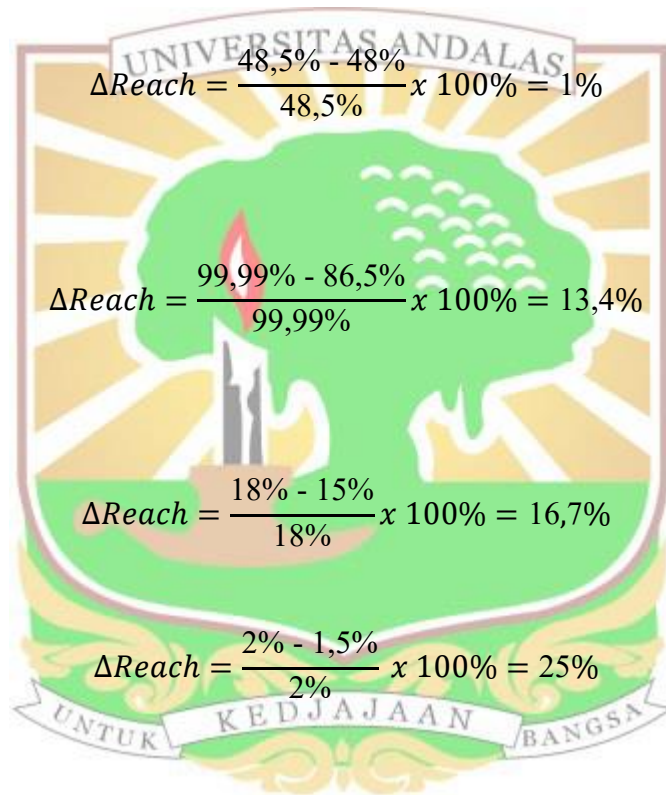 UNIVERSITAS ANDALAS
ΔReach = (48,5% - 48%)/48,5% x 100% = 1%
ΔReach = (99,99% - 86,5%)/99,99% x 100% = 13,4%
ΔReach = (18% - 15%)/18% x 100% = 16,7%
ΔReach = (2% - 1,5%)/2% x 100% = 25%
UNTUK KEDJAJAAN BANGSA